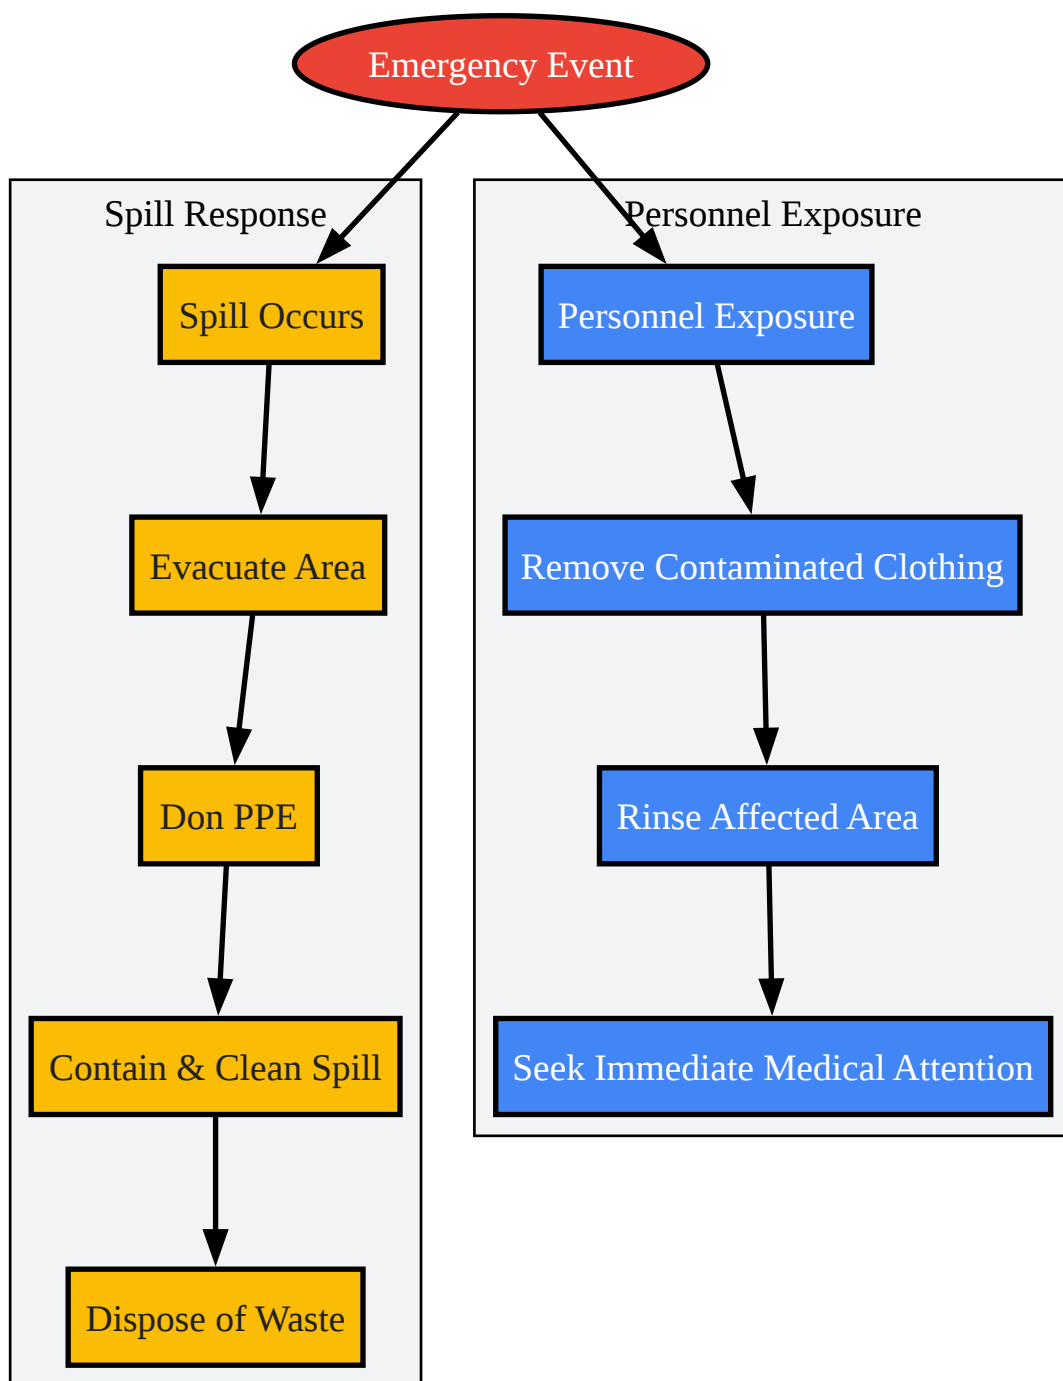 Emergency Event
Spill Response
Spill Occurs
Evacuate Area
Don PPE
Contain & Clean Spill
Dispose of Waste
Personnel Exposure
Personnel Exposure
Remove Contaminated Clothing
Rinse Affected Area
Seek Immediate Medical Attention